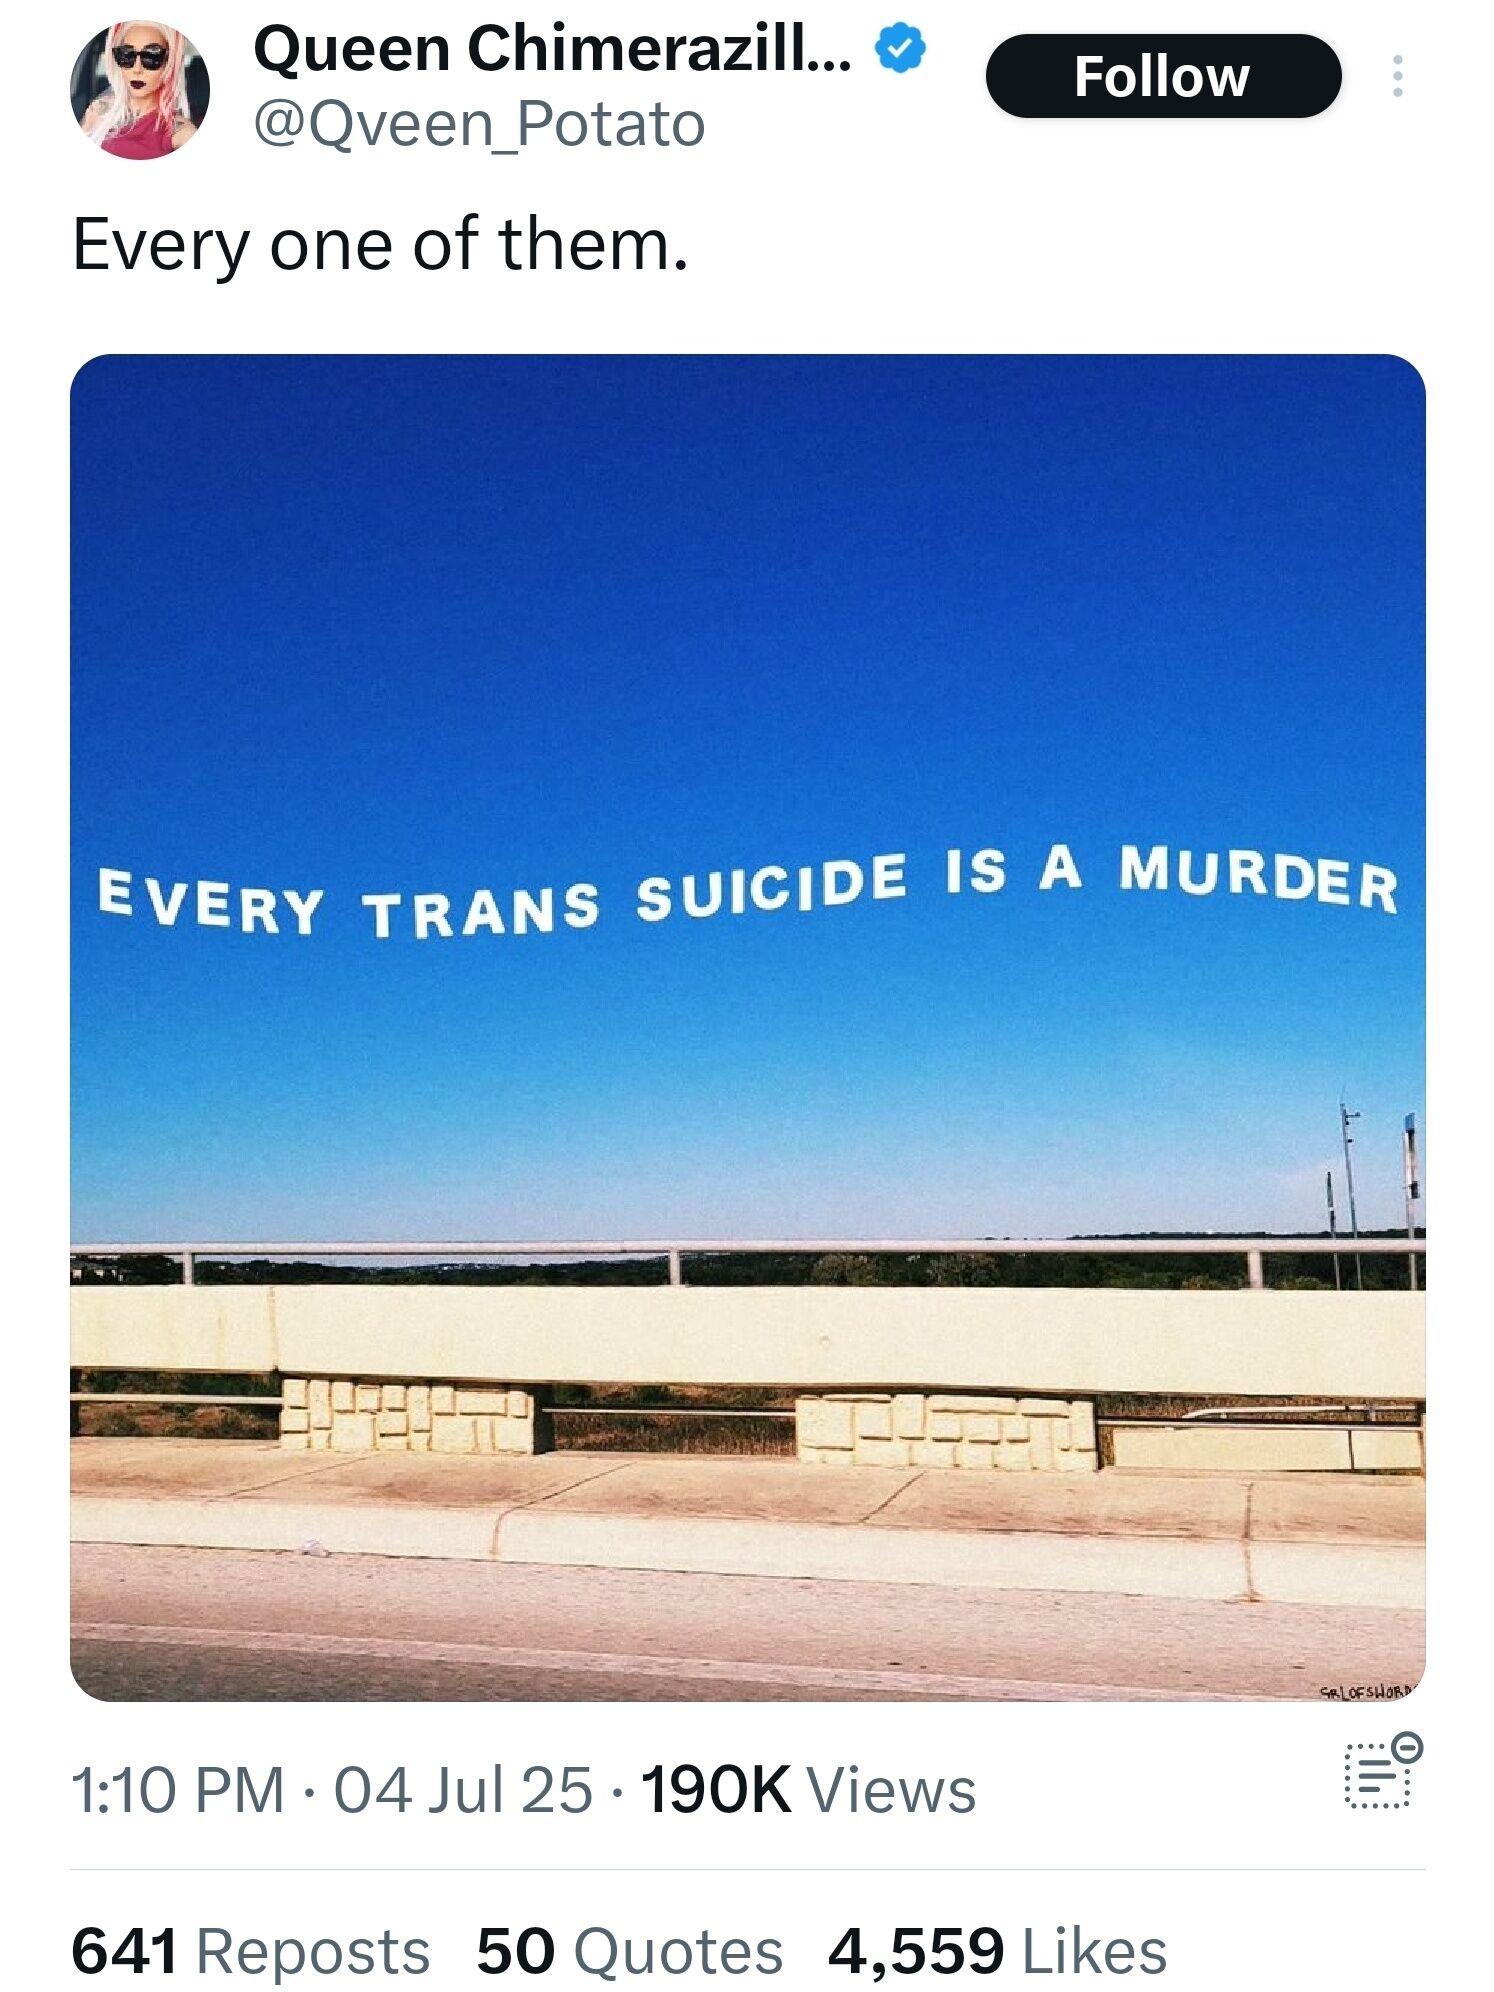 Queen Chimerazill...
Follow
@Qveen_Potato
Every one of them.
EVERY TRANS SUICIDE IS A MURDER
1:10 PM · 04 Jul 25 · 190K Views
641 Reposts 50 Quotes 4,559 Likes